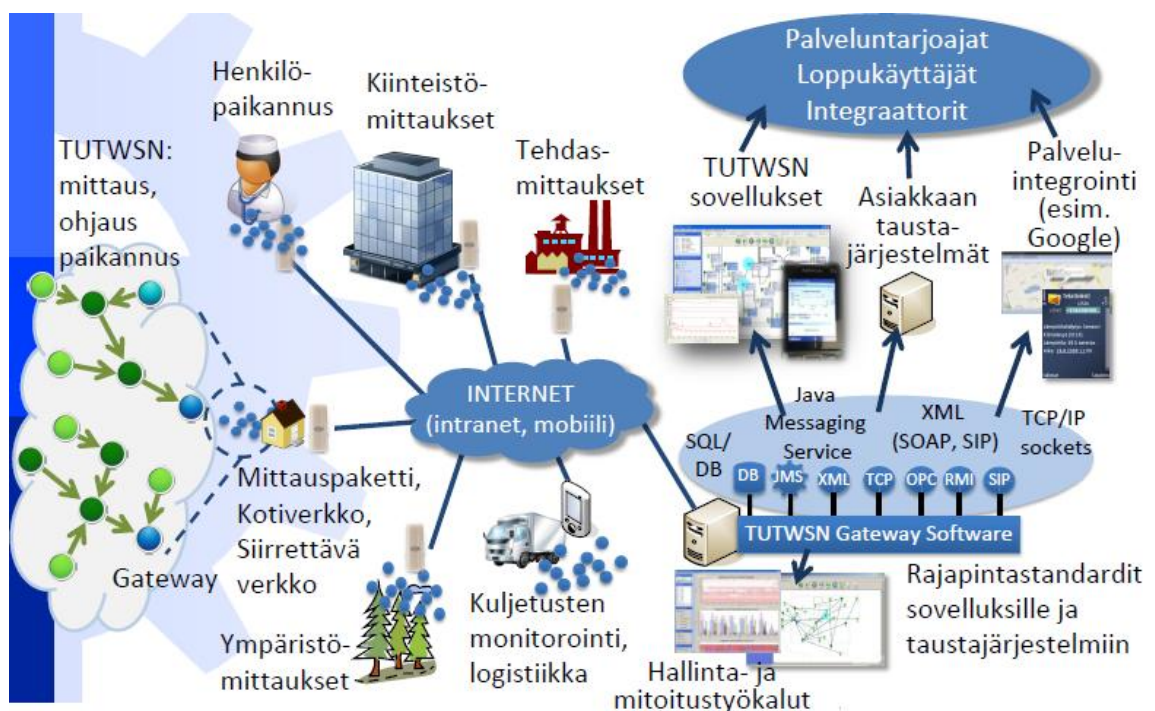 Henkilö-
paikannus
Kiinteistö-
mittaukset
Tehdas-
mittaukset
TUTWSN:
mittaus,
ohjaus
paikannus
Gateway
Mittauspaketti,
Kotiverkko,
Siirrettävä
verkko
Ympäristö-
mittaukset
Kuljetusten
monitorointi,
logistiikka
INTERNET
(intranet, mobiili)
Palveluntarjoajat
Loppukäyttäjät
Integraattorit
TUTWSN
sovellukset
Asiakkaan
tausta-
järjestelmät
Palvelu-
integrointi
(esim.
Google)
SQL/
DB
Java
Messaging
Service
XML
(SOAP, SIP)
TCP/IP
sockets
DB
JMS
XML
TCP
OPC
RMI
SIP
TUTWSN Gateway Software
Rajapintastandardit
sovelluksille ja
taustajärjestelmiin
Hallinta- ja
mitoitustyökalut